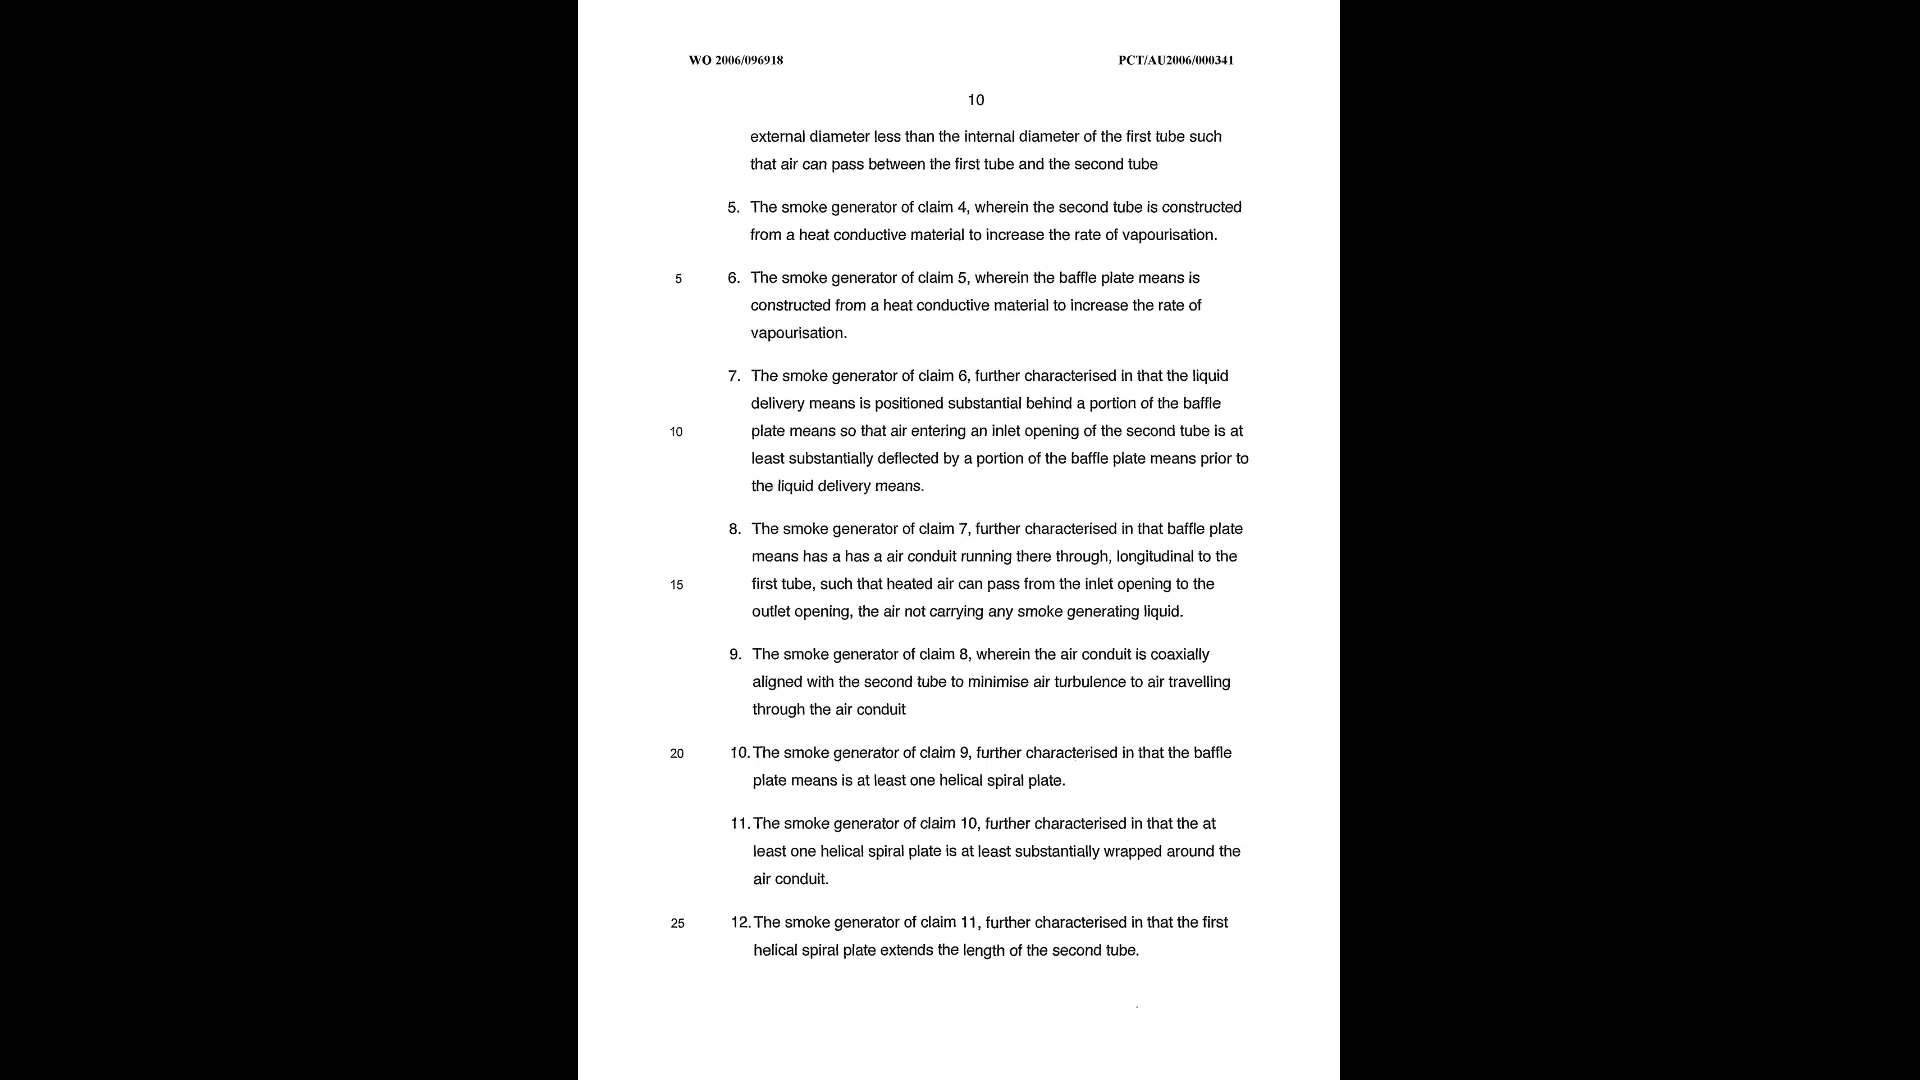 WO 2006/096918 PCT/AU2006/000341
10
external diameter less than the internal diameter of the first tube such
that air can pass between the first tube and the second tube
5. The smoke generator of claim 4, wherein the second tube is constructed
from a heat conductive material to increase the rate of vapourisation.
5 6. The smoke generator of claim 5, wherein the baffle plate means is
constructed from a heat conductive material to increase the rate of
vapourisation.
7. The smoke generator of claim 6, further characterised in that the liquid
delivery means is positioned substantial behind a portion of the baffle
10 plate means so that air entering an inlet opening of the second tube is at
least substantially deflected by a portion of the baffle plate means prior to
the liquid delivery means.
8. The smoke generator of claim 7, further characterised in that baffle plate
means has a has a air conduit running there through, longitudinal to the
15 first tube, such that heated air can pass from the inlet opening to the
outlet opening, the air not carrying any smoke generating liquid.
9. The smoke generator of claim 8, wherein the air conduit is coaxially
aligned with the second tube to minimise air turbulence to air travelling
through the air conduit
20 10. The smoke generator of claim 9, further characterised in that the baffle
plate means is at least one helical spiral plate.
11. The smoke generator of claim 10, further characterised in that the at
least one helical spiral plate is at least substantially wrapped around the
air conduit.
25 12. The smoke generator of claim 11, further characterised in that the first
helical spiral plate extends the length of the second tube.